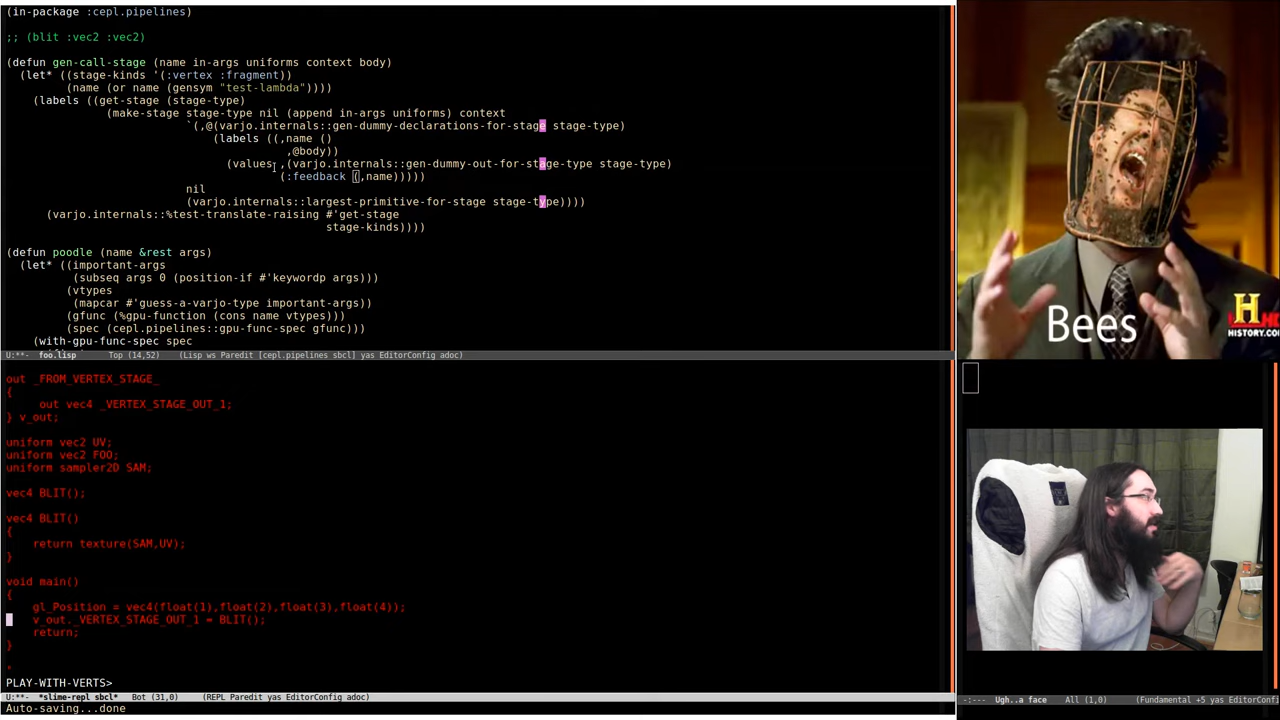 (in-package :cepl.pipelines)
;; (blit :vec2 :vec2)
(defun gen-call-stage (name in-args uniforms context body)
(let* ((stage-kinds '(:vertex :fragment))
(name (or name (gensym "test-lambda"))))
(labels ((get-stage (stage-type)
(make-stage stage-type nil (append in-args uniforms) context
`(,@(varjo.internals::gen-dummy-declarations-for-stage stage-type)
(labels ((,name ()
,@body))
(values ,(varjo.internals::gen-dummy-out-for-stage-type stage-type)
(:feedback (,name)))))
nil
(varjo.internals::largest-primitive-for-stage stage-type))))
(varjo.internals::%test-translate-raising #'get-stage
stage-kinds))))
(defun poodle (name &rest args)
(let* ((important-args
(subseq args 0 (position-if #'keywordp args)))
(vtypes
(mapcar #'guess-a-varjo-type important-args))
(gfunc (%gpu-function (cons name vtypes)))
(spec (cepl.pipelines::gpu-func-spec gfunc)))
(with-gpu-func-spec spec
U:**- foo.lisp Top (14,52) (Lisp ws Paredit [cepl.pipelines sbcl] yas EditorConfig adoc)
out _FROM_VERTEX_STAGE_
{
out vec4 _VERTEX_STAGE_OUT_1;
} v_out;
uniform vec2 UV;
uniform vec2 FOO;
uniform sampler2D SAM;
vec4 BLIT();
vec4 BLIT()
{
return texture(SAM,UV);
}
void main()
{
gl_Position = vec4(float(1),float(2),float(3),float(4));
v_out._VERTEX_STAGE_OUT_1 = BLIT();
return;
}
"
PLAY-WITH-VERTS>
U:**- *slime-repl sbcl* Bot (31,0) (REPL Paredit yas EditorConfig adoc)
Auto-saving...done
Bees
H
HISTORY.CO
-:--- Ugh..a face All (1,0) (Fundamental +5 yas EditorConfi